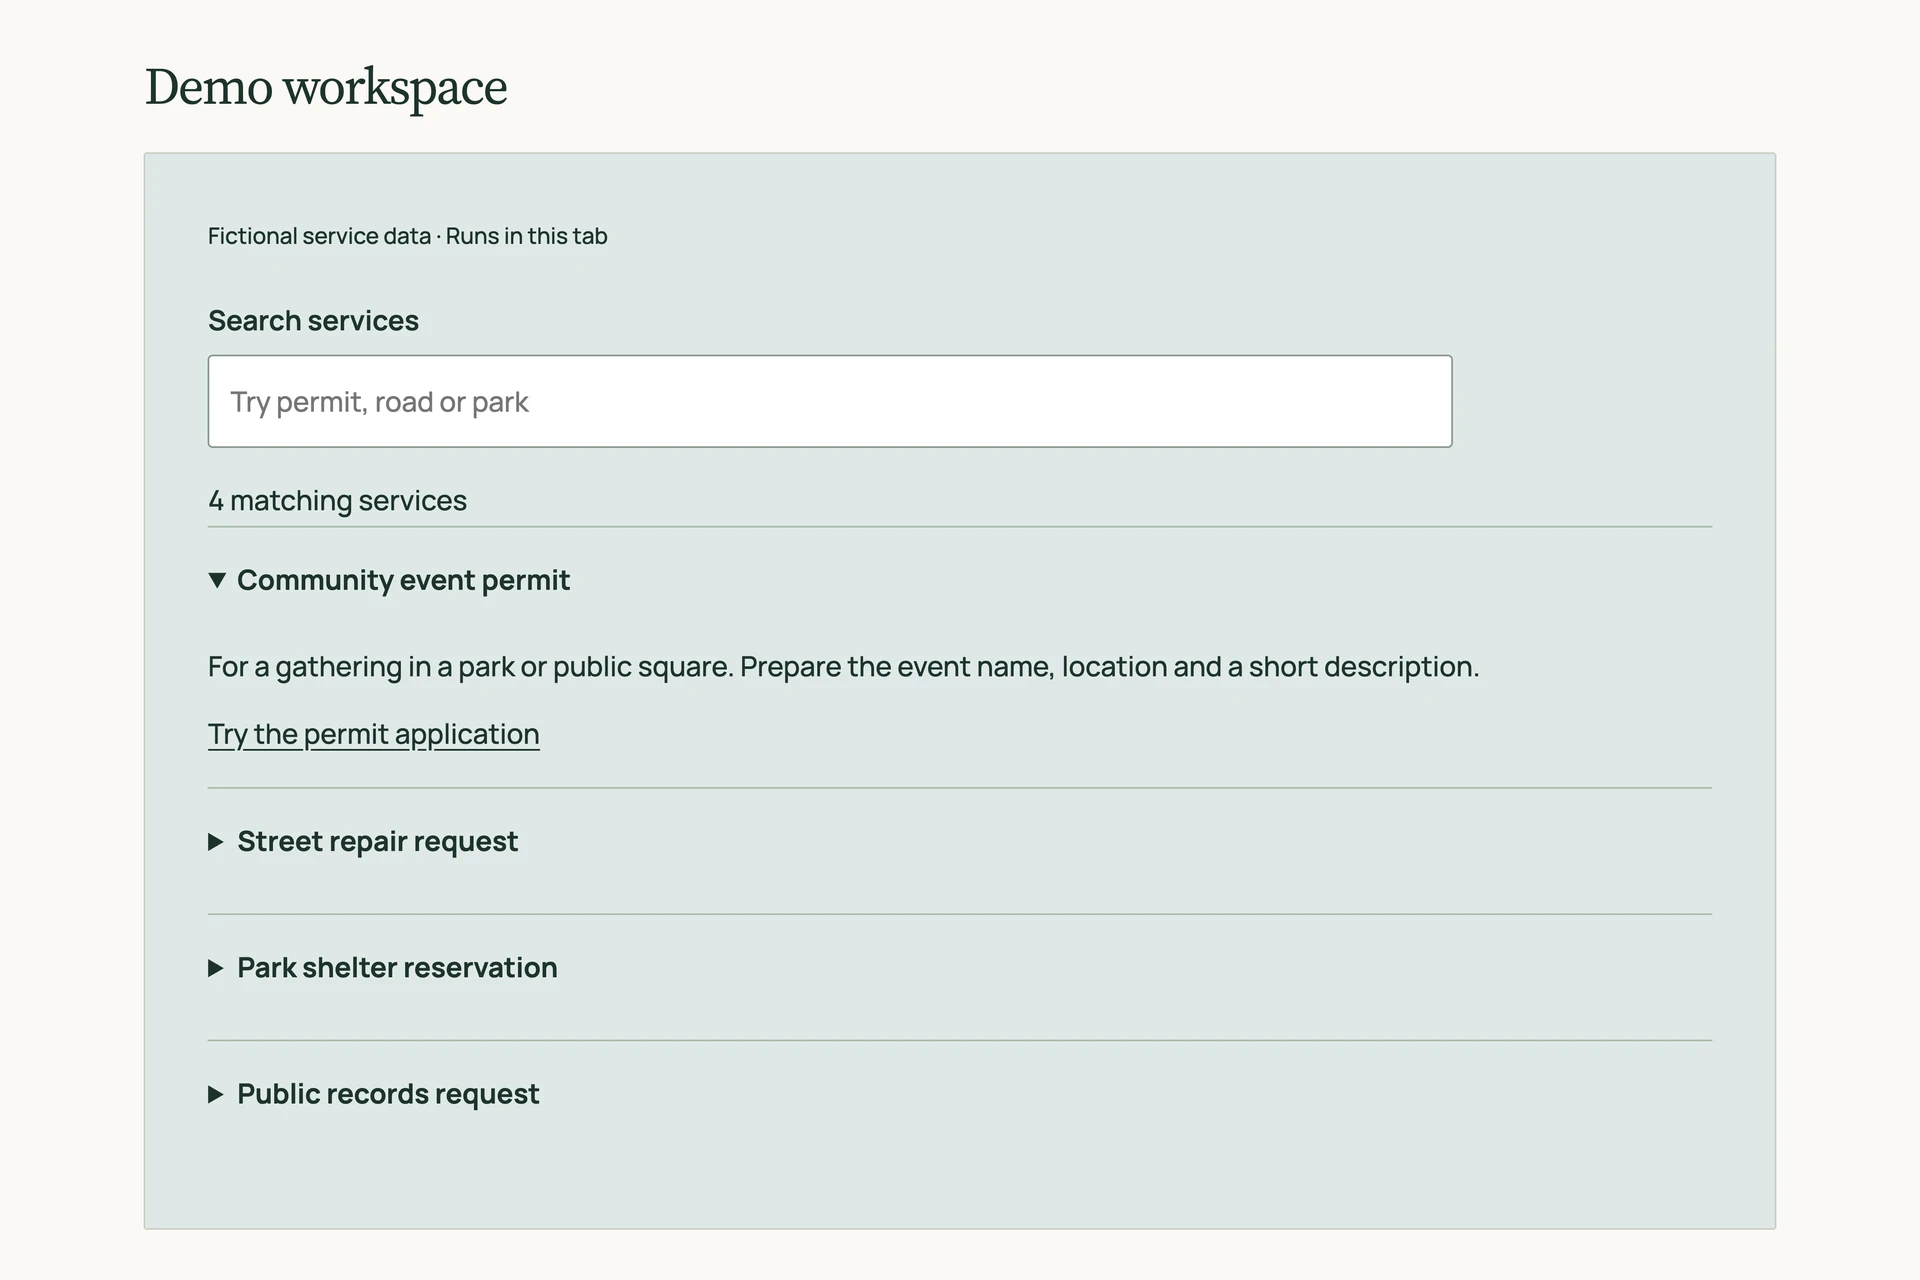 Demo workspace
Fictional service data · Runs in this tab
Search services
Try permit, road or park
4 matching services
Community event permit
For a gathering in a park or public square. Prepare the event name, location and a short description.
Try the permit application
Street repair request
Park shelter reservation
Public records request